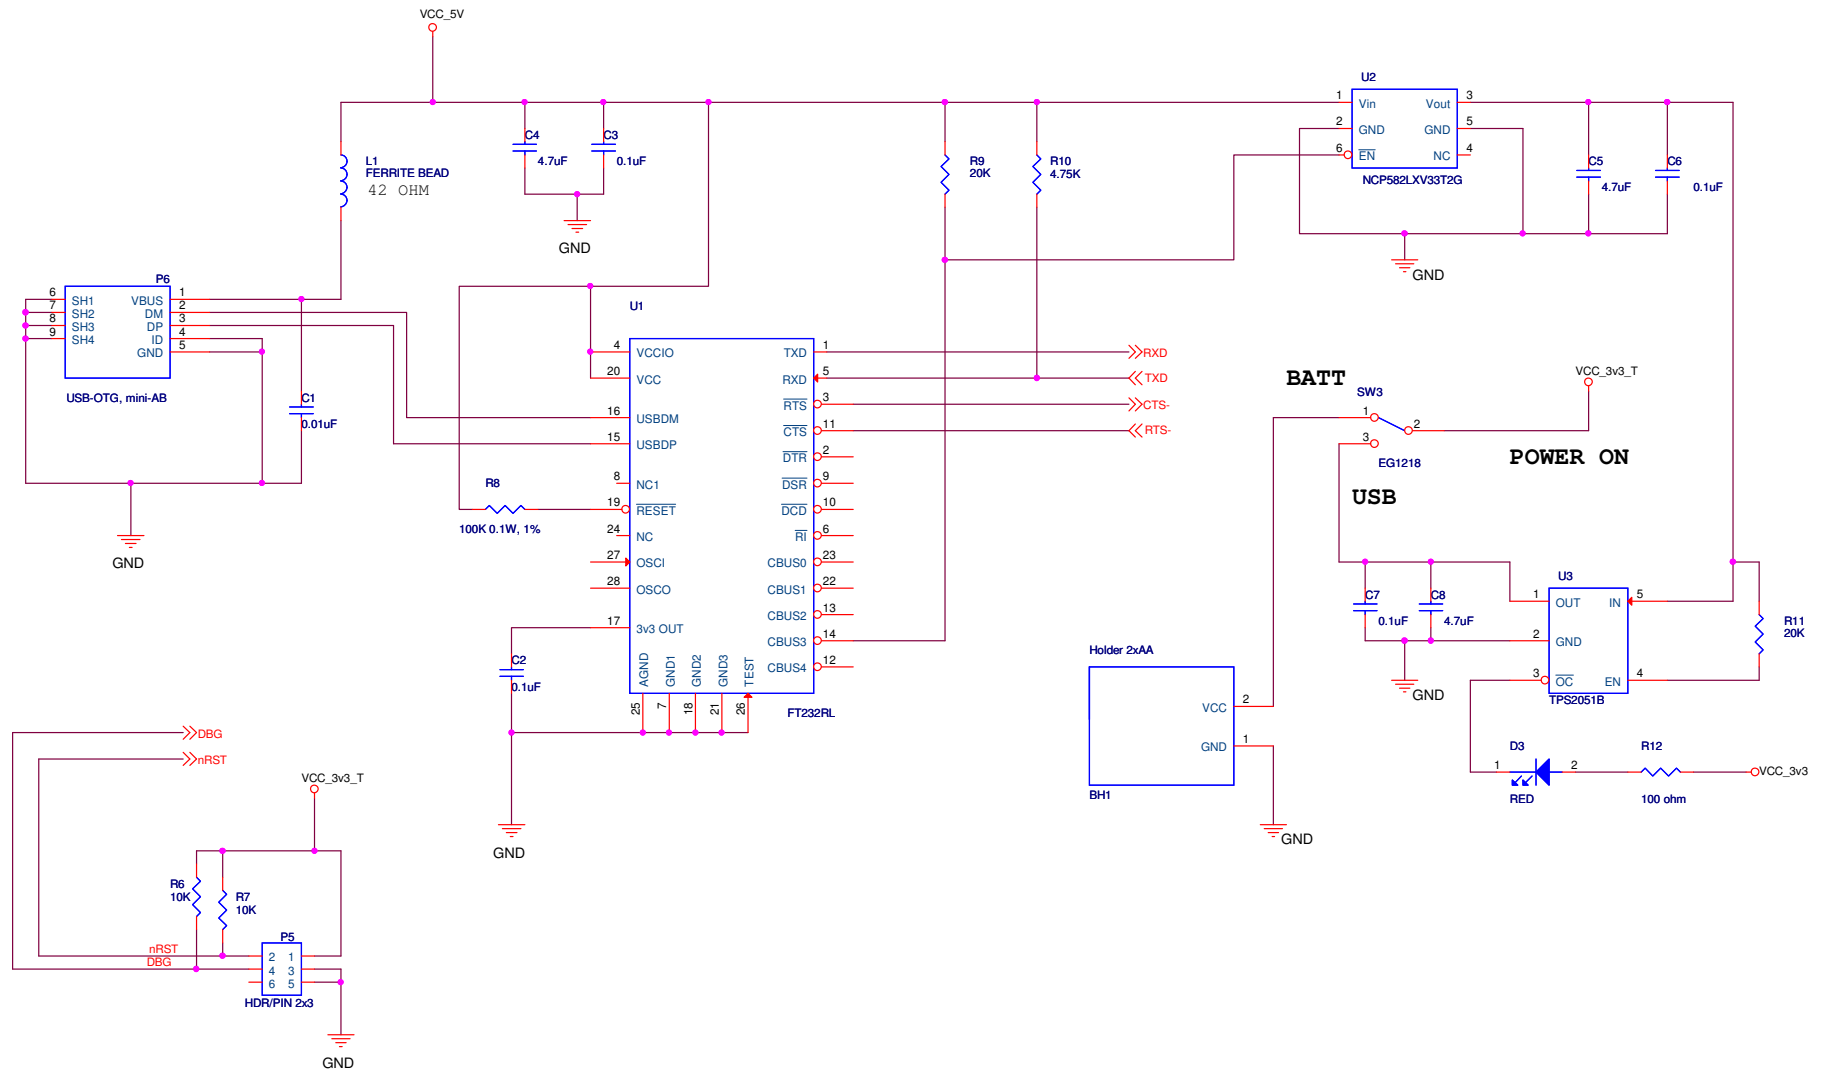 VCC_5V
U2
1
Vin
Vout
3
2
GND
GND
5
6
EN
NC
4
NCP582LXV33T2G
C4
4.7uF
C3
0.1uF
L1
FERRITE BEAD
42 OHM
R9
20K
R10
4.75K
C5
4.7uF
C6
0.1uF
GND
GND
P6
6
SH1
VBUS
1
7
SH2
DM
2
8
SH3
DP
3
9
SH4
ID
4
GND
5
USB-OTG, mini-AB
C1
0.01uF
GND
U1
4
VCCIO
TXD
1
20
VCC
RXD
5
16
USBDM
RTS
3
15
USBDP
CTS
11
DTR
2
8
NC1
DSR
9
19
RESET
DCD
10
24
NC
RI
6
27
OSCI
CBUS0
23
28
OSCO
CBUS1
22
CBUS2
13
17
3v3 OUT
CBUS3
14
CBUS4
12
AGND
GND1
GND2
GND3
TEST
25
7
18
21
26
FT232RL
R8
100K 0.1W, 1%
C2
0.1uF
GND
RXD
TXD
CTS-
RTS-
BATT
SW3
1
2
3
EG1218
VCC_3v3_T
POWER ON
USB
U3
1
OUT
IN
5
2
GND
3
OC
EN
4
TPS2051B
C7
0.1uF
C8
4.7uF
GND
R11
20K
Holder 2xAA
VCC
2
GND
1
BH1
GND
D3
1
2
RED
R12
100 ohm
VCC_3v3
DBG
nRST
VCC_3v3_T
R6
10K
R7
10K
P5
nRST
DBG
2
1
4
3
6
5
HDR/PIN 2x3
GND